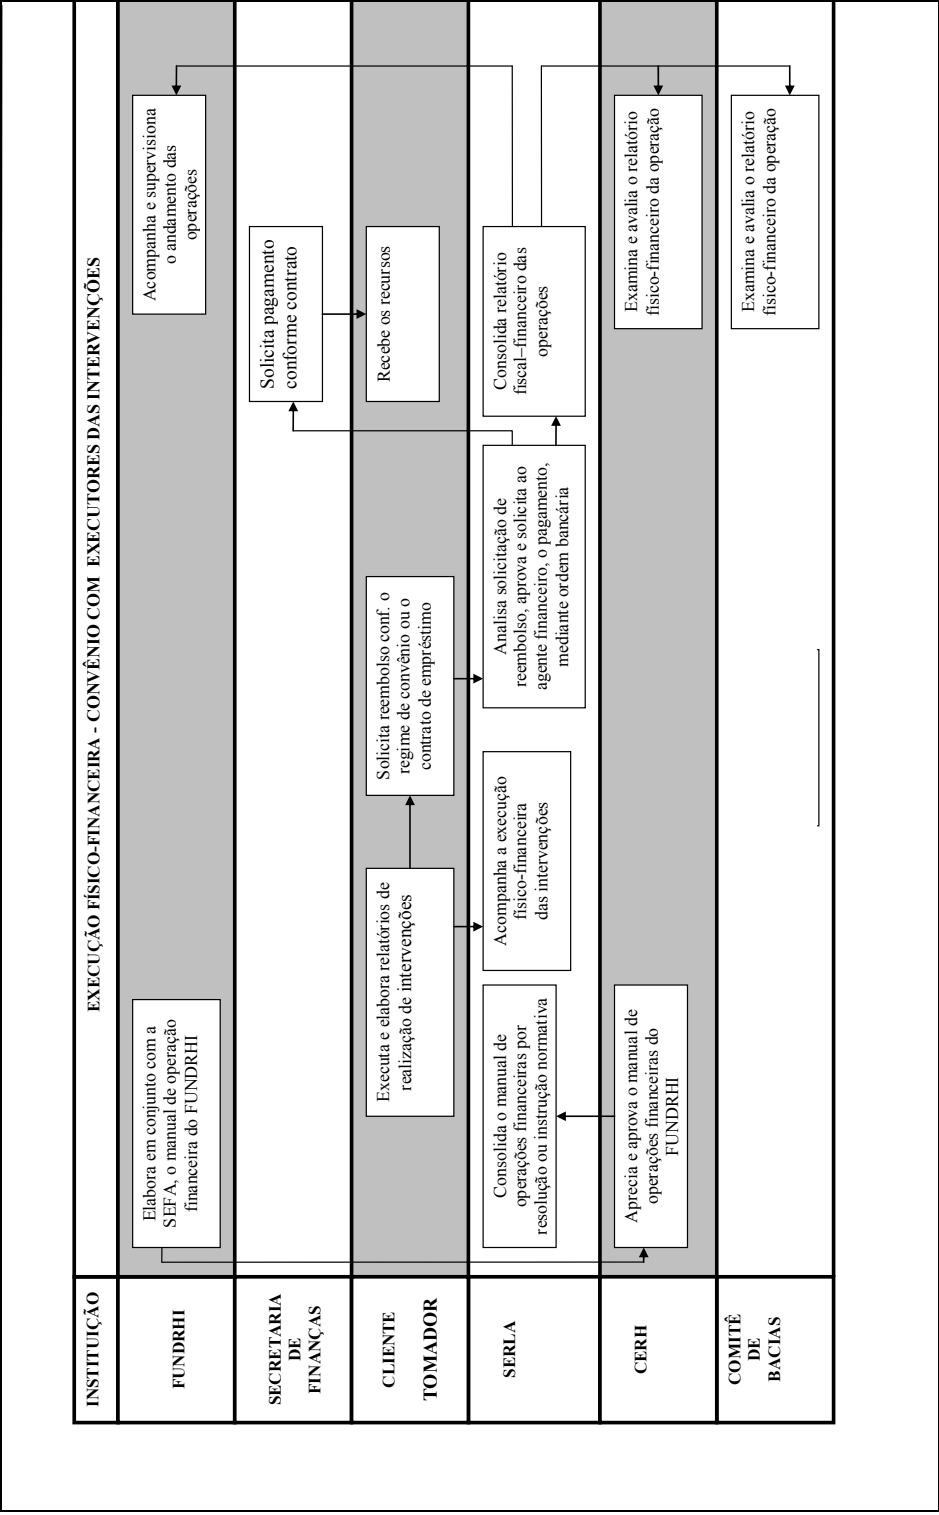 EXECUÇÃO FÍSICO-FINANCEIRA - CONVÊNIO COM EXECUTORES DAS INTERVENÇÕES
INSTITUIÇÃO
FUNDRHI
Elabora em conjunto com a
SEFA, o manual de operação
financeira do FUNDRHI
Acompanha e supervisiona
o andamento das
operações
SECRETARIA
DE
FINANÇAS
Solicita pagamento
conforme contrato
CLIENTE
TOMADOR
Executa e elabora relatórios de
realização de intervenções
Solicita reembolso conf. o
regime de convênio ou o
contrato de empréstimo
Recebe os recursos
SERLA
Consolida o manual de
operações financeiras por
resolução ou instrução normativa
Acompanha a execução
físico-financeira
das intervenções
Analisa solicitação de
reembolso, aprova e solicita ao
agente financeiro, o pagamento,
mediante ordem bancária
Consolida relatório
fiscal–financeiro das
operações
CERH
Aprecia e aprova o manual de
operações financeiras do
FUNDRHI
Examina e avalia o relatório
físico-financeiro da operação
COMITÊ
DE
BACIAS
Examina e avalia o relatório
físico-financeiro da operação